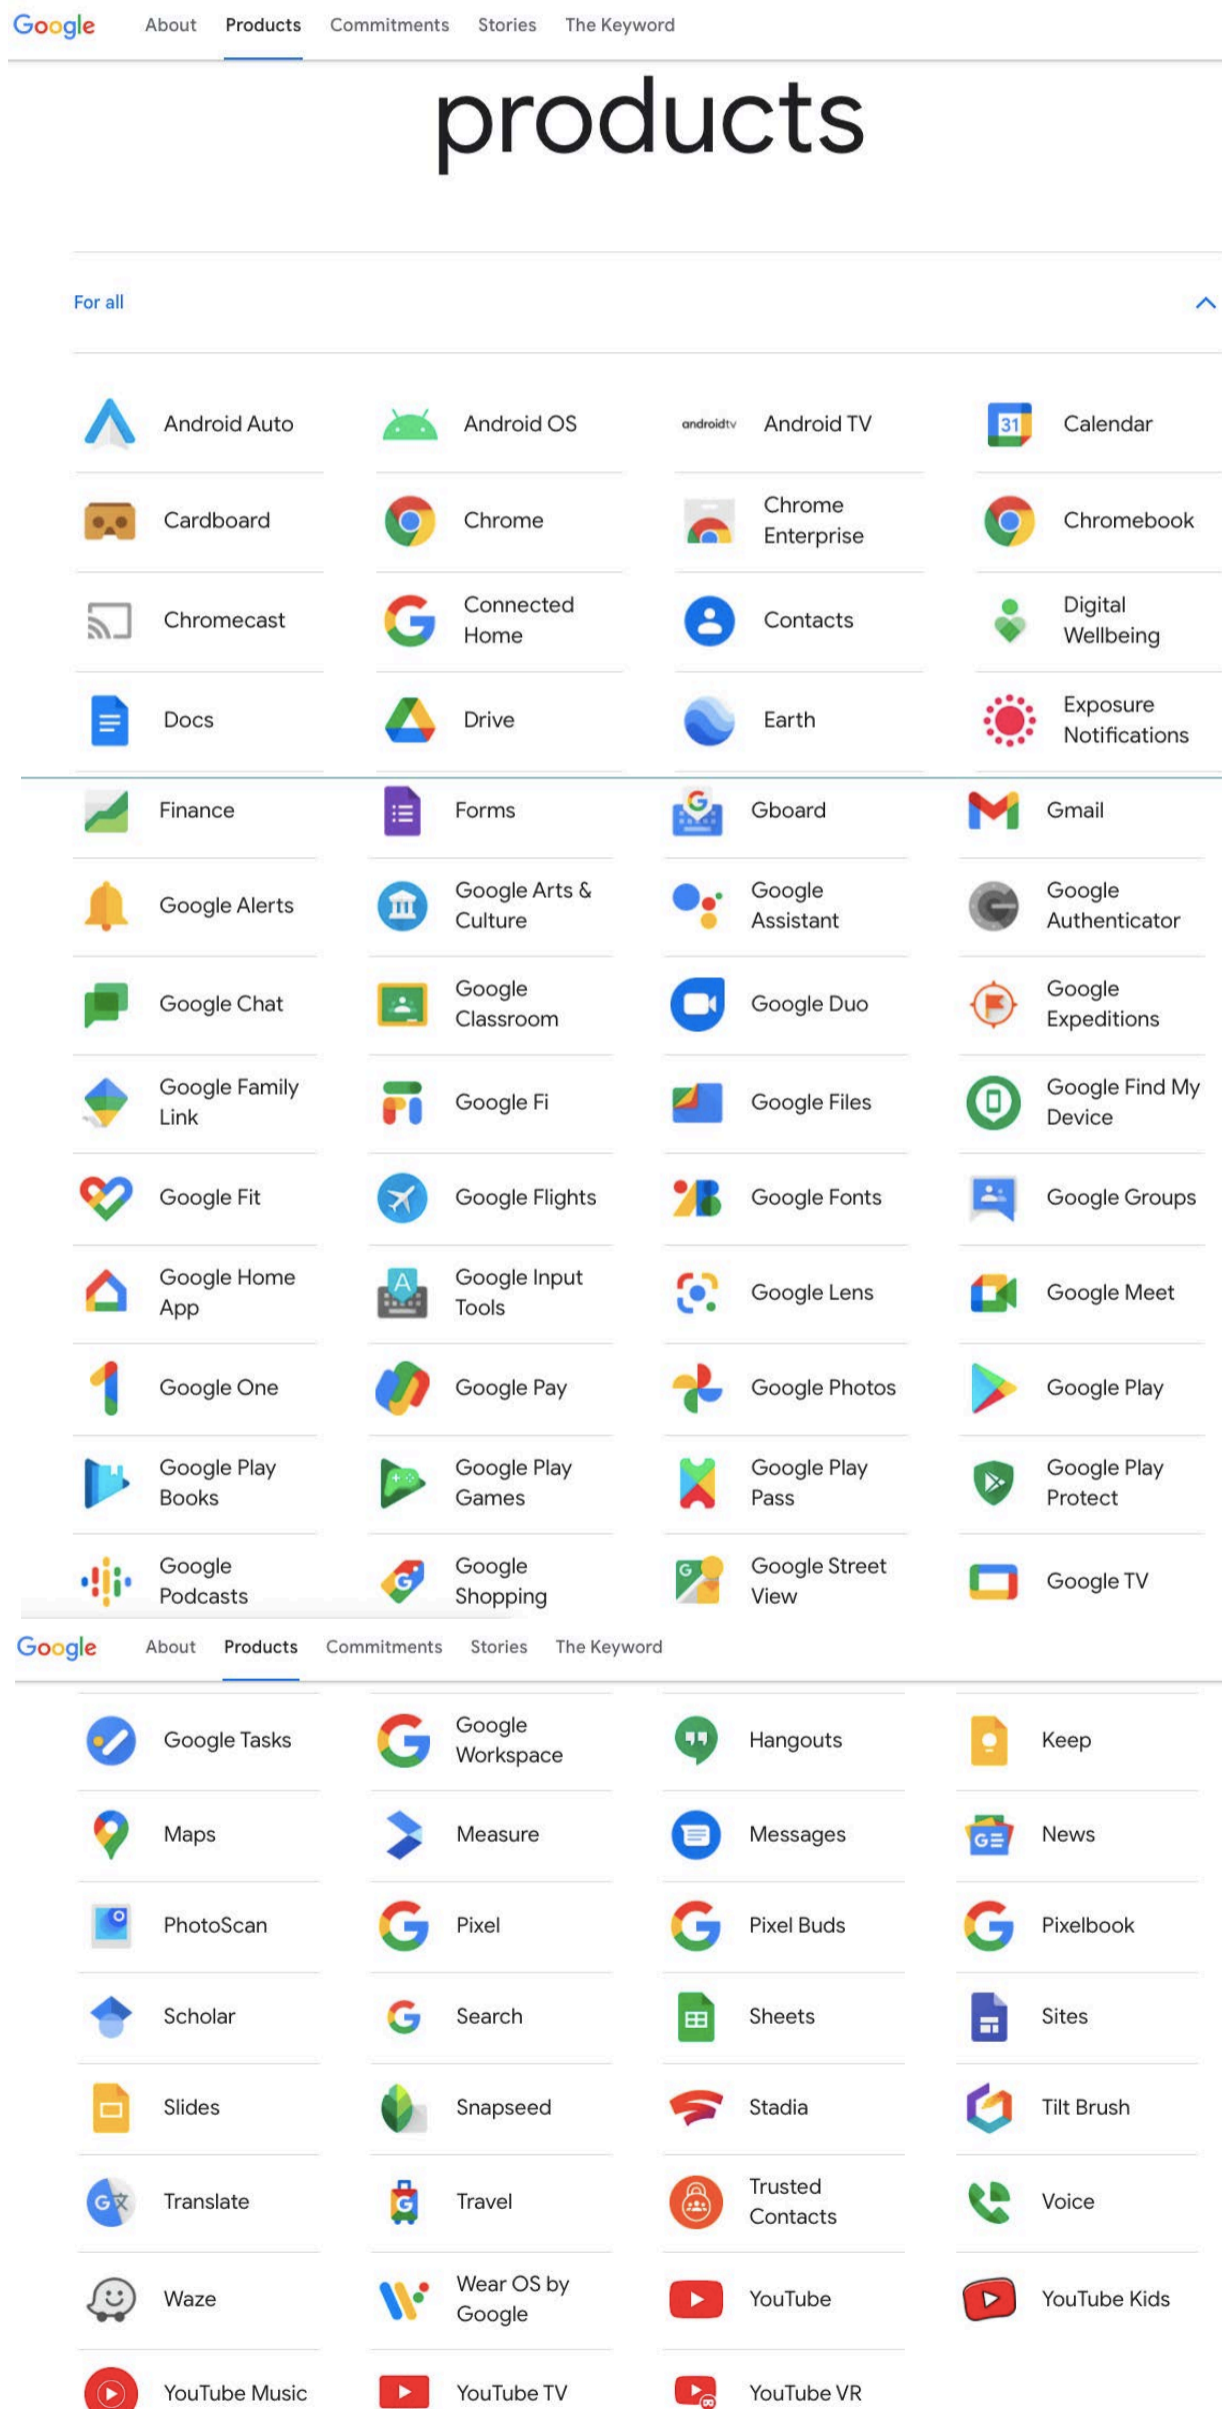 Google About Products Commitments Stories The Keyword
products
For all
Android Auto
Android OS
androidtv Android TV
31 Calendar
Cardboard
Chrome
Chrome
Enterprise
Chromebook
Chromecast
Connected
Home
Contacts
Digital
Wellbeing
Docs
Drive
Earth
Exposure
Notifications
Finance
Forms
G Gboard
Gmail
Google Alerts
Google Arts &
Culture
Google
Assistant
Google
Authenticator
Google Chat
Google
Classroom
Google Duo
Google
Expeditions
Google Family
Link
Google Fi
Google Files
Google Find My
Device
Google Fit
Google Flights
Google Fonts
Google Groups
Google Home
App
A Google Input
Tools
Google Lens
Google Meet
Google One
Google Pay
Google Photos
Google Play
Google Play
Books
Google Play
Games
Google Play
Pass
Google Play
Protect
Google
Podcasts
G Google
Shopping
G Google Street
View
Google TV
Google About Products Commitments Stories The Keyword
Google Tasks
G Google
Workspace
Hangouts
Keep
Maps
Measure
Messages
GE News
PhotoScan
G Pixel
G Pixel Buds
G Pixelbook
Scholar
G Search
Sheets
Sites
Slides
Snapseed
Stadia
Tilt Brush
G文 Translate
G Travel
Trusted
Contacts
Voice
Waze
Wear OS by
Google
YouTube
YouTube Kids
YouTube Music
YouTube TV
YouTube VR